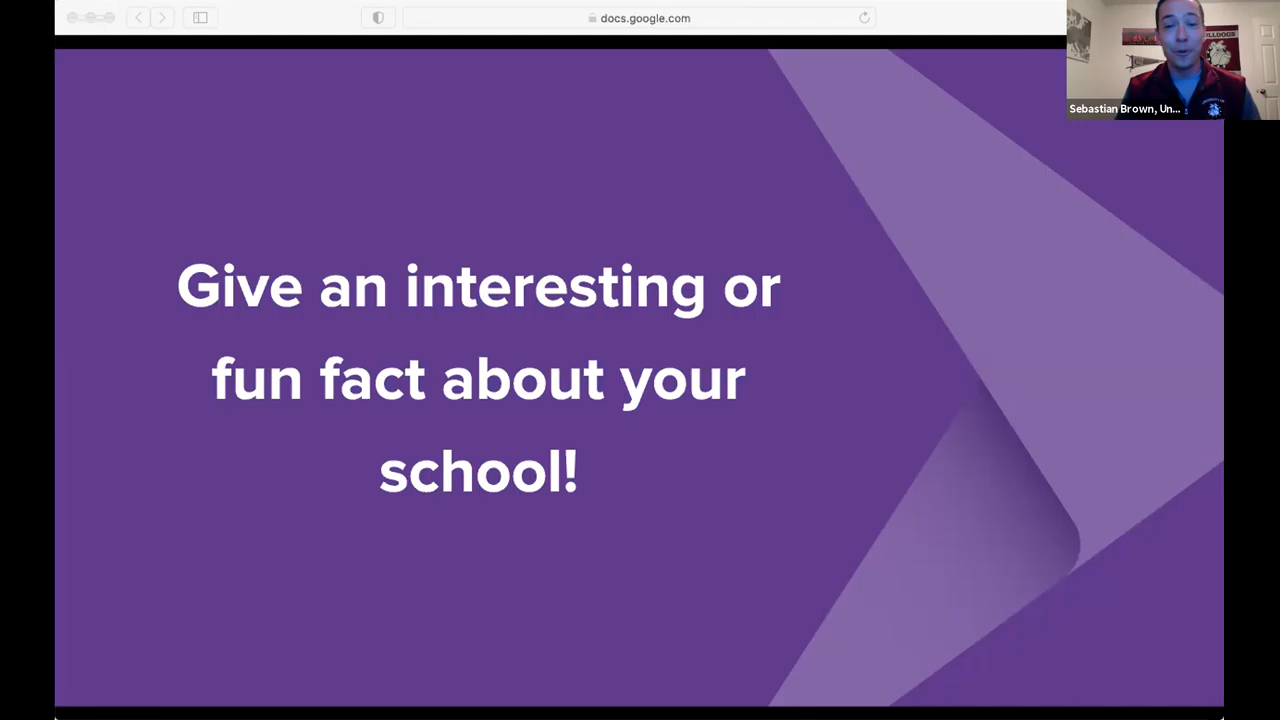 docs.google.com
Sebastian Brown, Un...
Give an interesting or
fun fact about your
school!